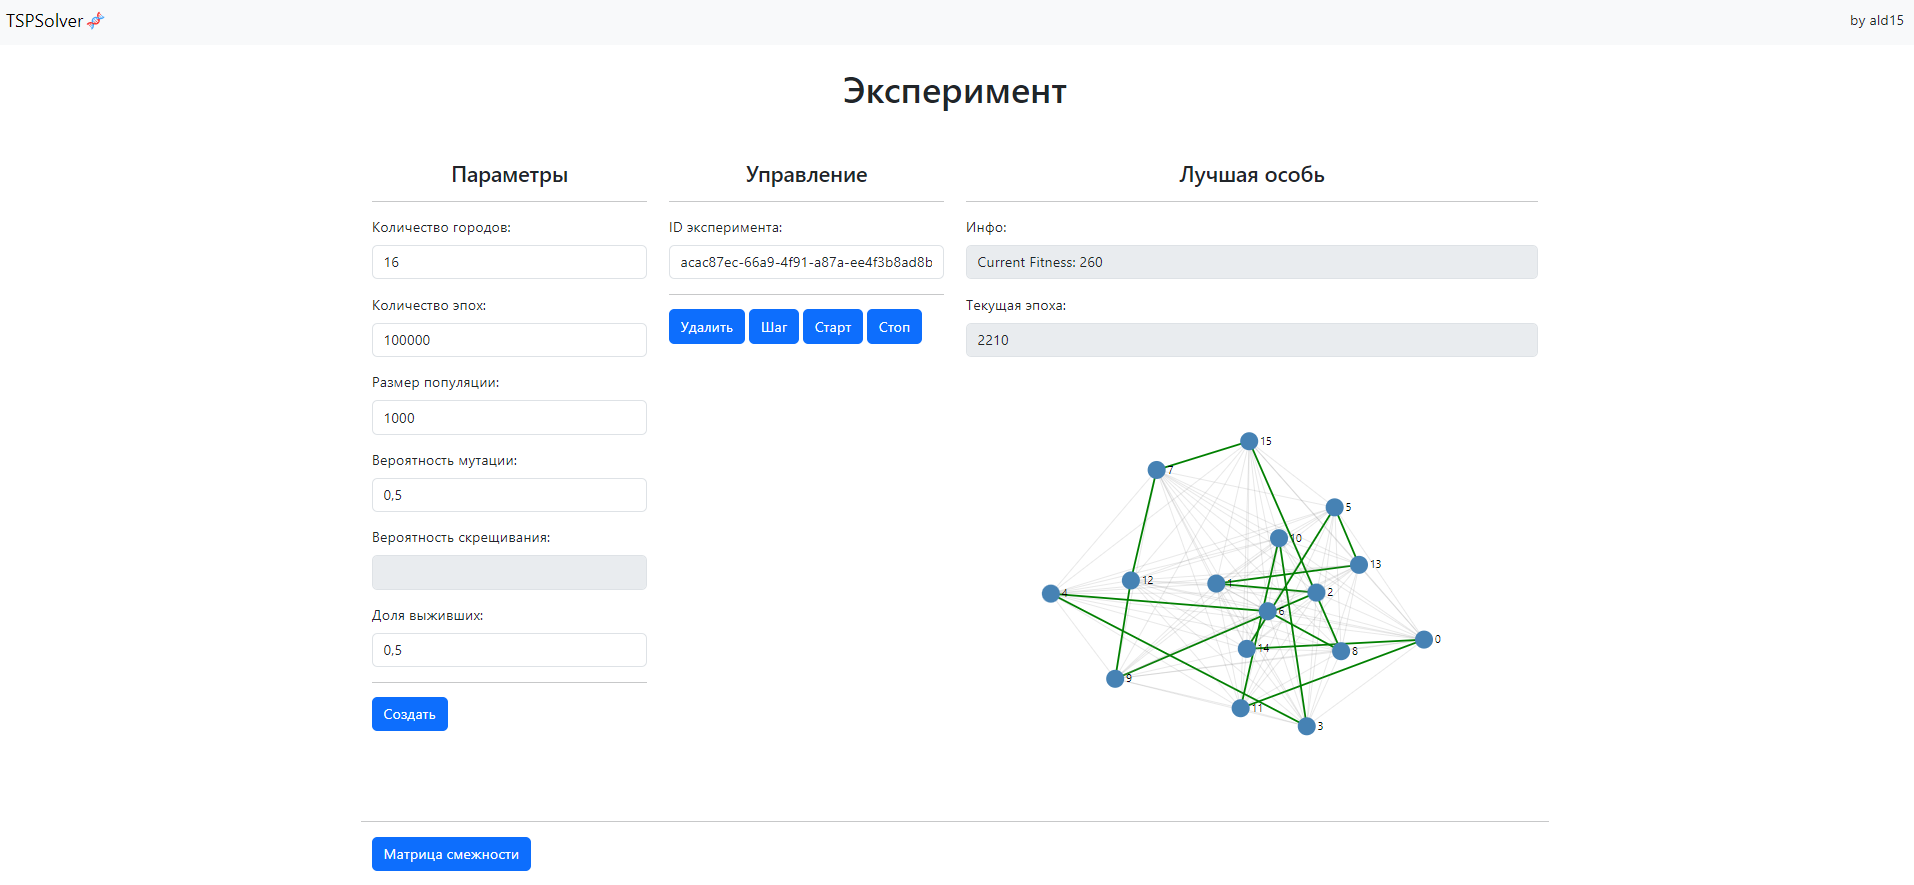 TSPSolver🧬
by ald15
Эксперимент
Параметры
Количество городов:
16
Количество эпох:
100000
Размер популяции:
1000
Вероятность мутации:
0,5
Вероятность скрещивания:
Доля выживших:
0,5
Создать
Управление
ID эксперимента:
acac87ec-66a9-4f91-a87a-ee4f3b8ad8b
Удалить
Шаг
Старт
Стоп
Лучшая особь
Инфо:
Current Fitness: 260
Текущая эпоха:
2210
15
7
5
10
13
12
1
4
2
6
0
14
8
9
11
3
Матрица смежности